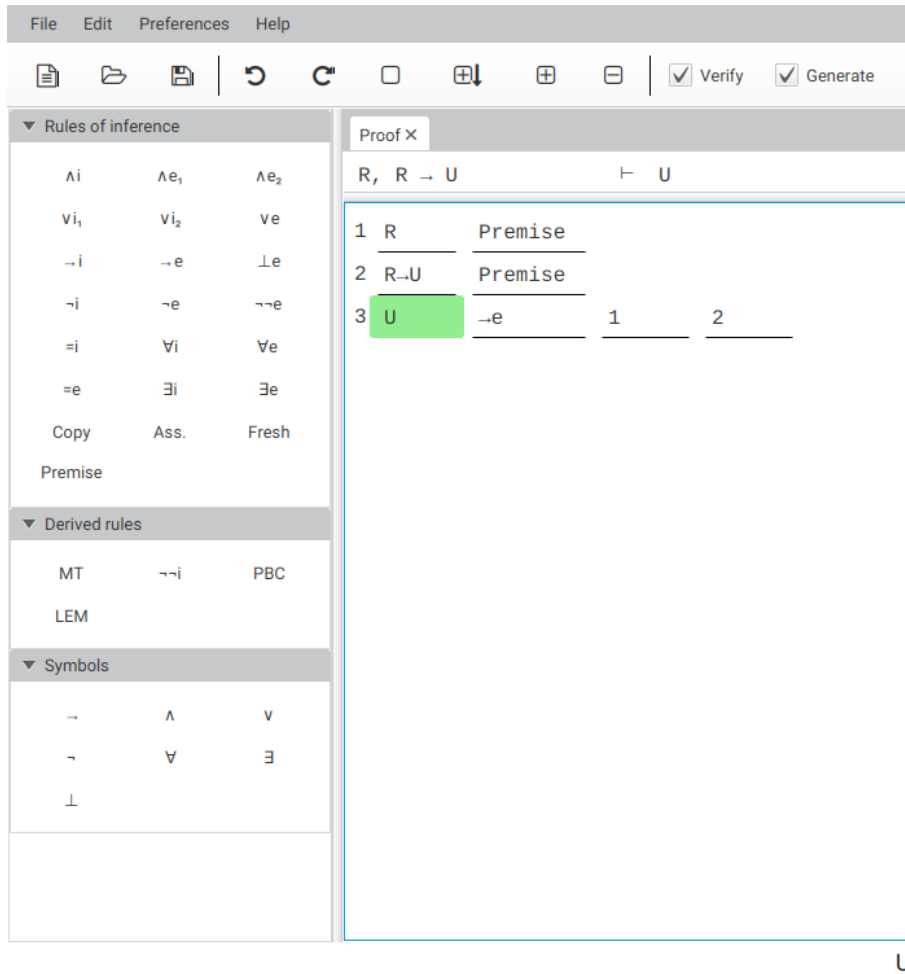 File Edit Preferences Help
Verify Generate
Rules of inference
∧i ∧e₁ ∧e₂
∨i₁ ∨i₂ ∨e
→i →e ⊥e
¬i ¬e ¬¬e
=i ∀i ∀e
=e ∃i ∃e
Copy Ass. Fresh
Premise
Derived rules
MT ¬¬i PBC
LEM
Symbols
→ ∧ ∨
¬ ∀ ∃
⊥
Proof ×
R, R → U ⊢ U
1 R Premise
2 R→U Premise
3 U →e 1 2